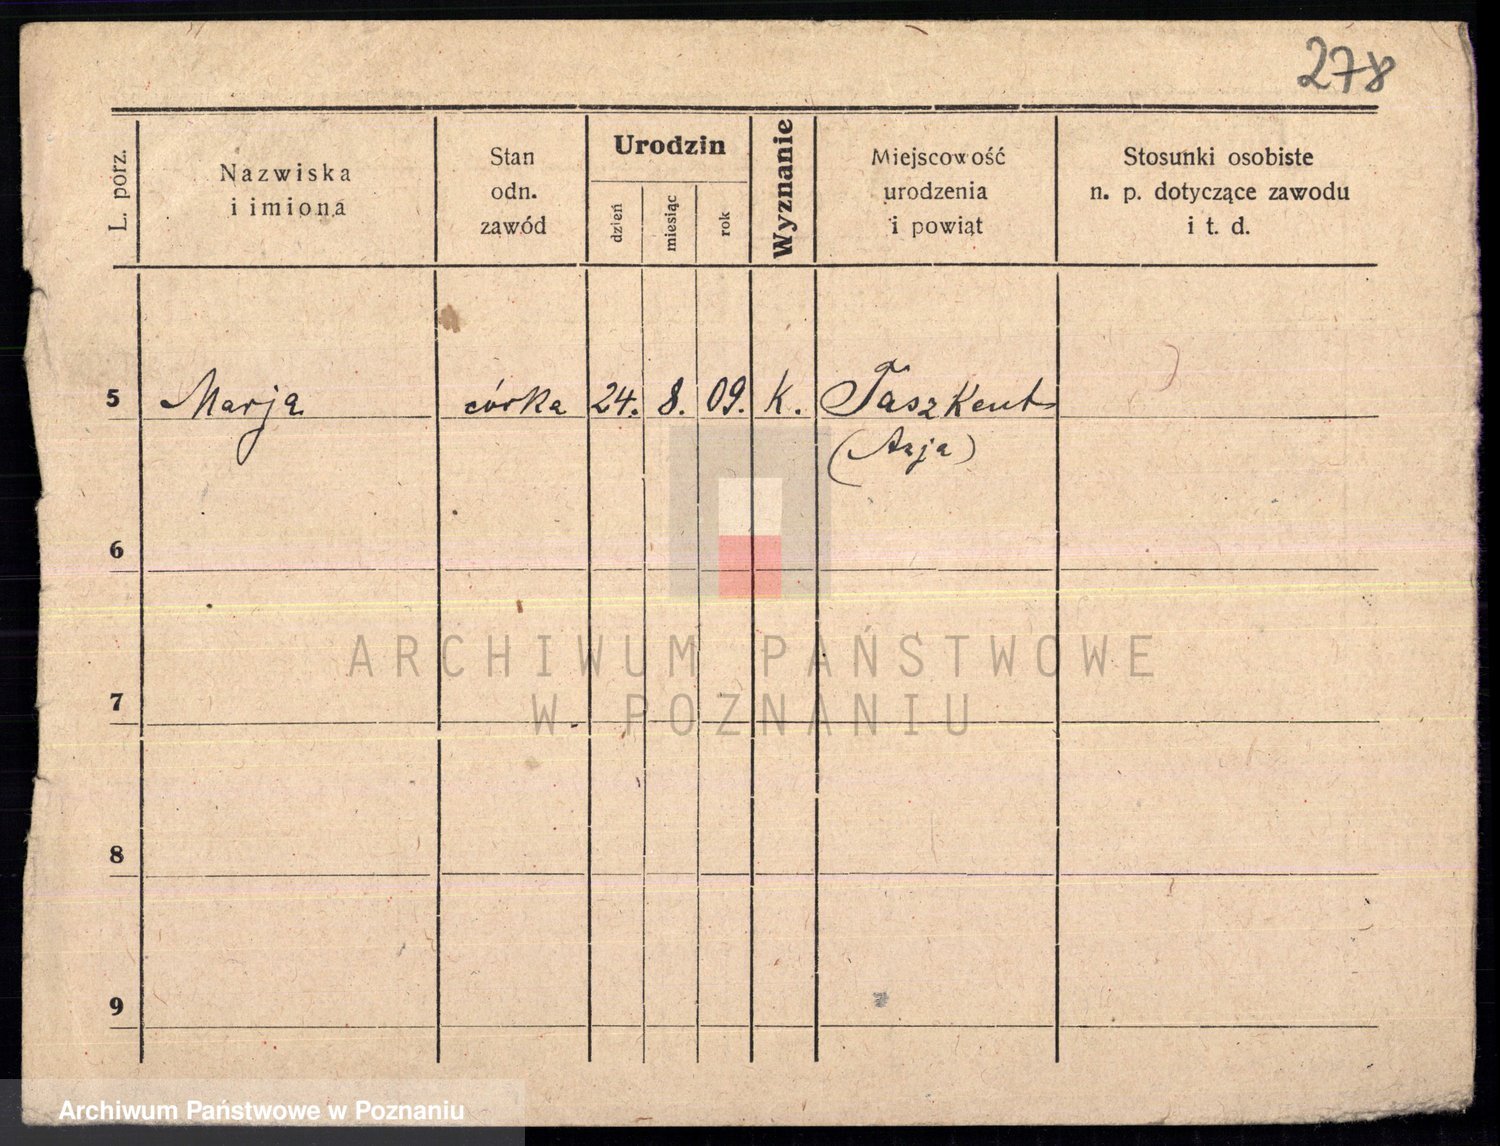 278
L. porz.
Nazwiska
i imiona
Stan
odn.
zawód
Urodzin
dzień
miesiąc
rok
Wyznanie
Miejscowość
urodzenia
i powiąt
Stosunki osobiste
n. p. dotyczące zawodu
i t. d.
5 Marja córka 24. 8. 09. k. Taszkent
(Azja)
6
7
8
9
ARCHIWUM PAŃSTWOWE
W POZNANIU
Archiwum Państwowe w Poznaniu